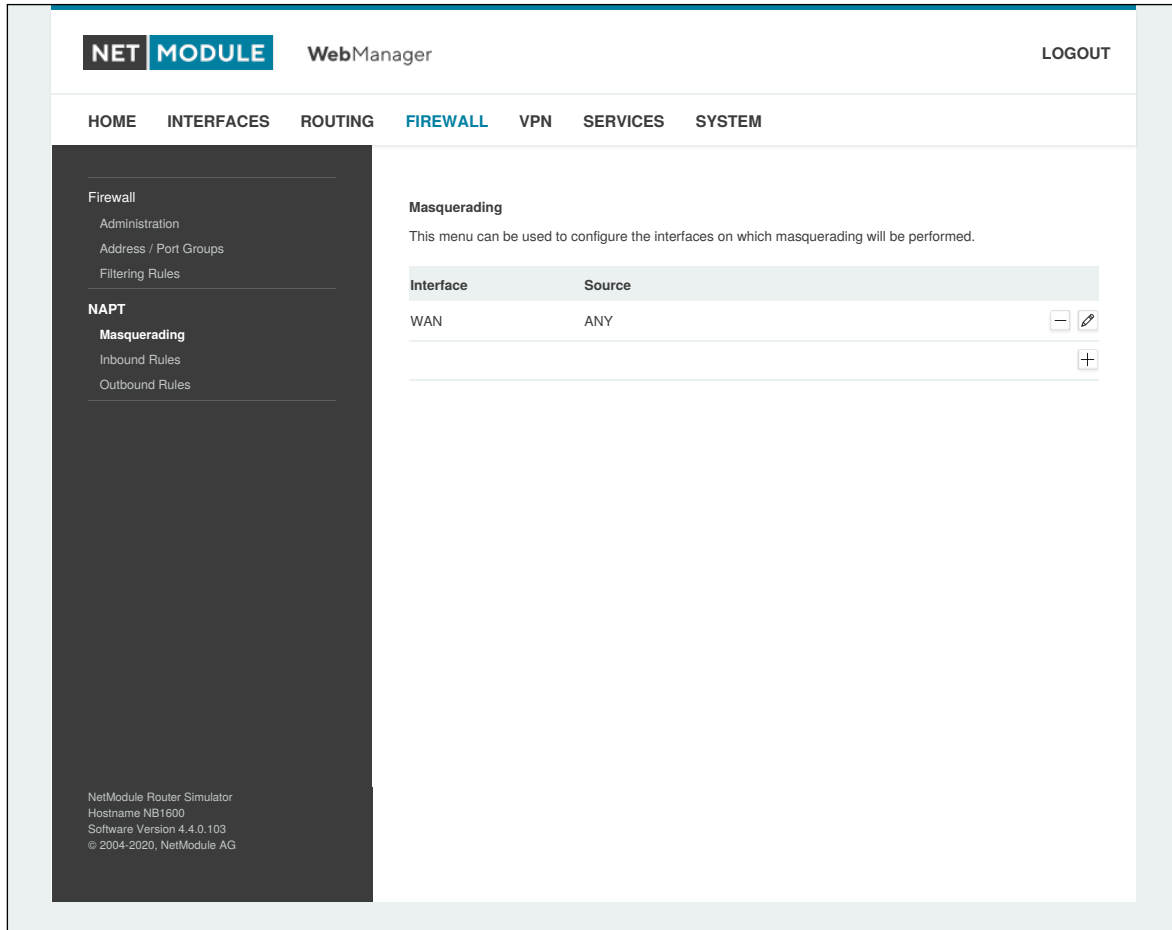 NET MODULE WebManager LOGOUT
HOME INTERFACES ROUTING FIREWALL VPN SERVICES SYSTEM
Firewall
Administration
Address / Port Groups
Filtering Rules
NAPT
Masquerading
Inbound Rules
Outbound Rules
Masquerading
This menu can be used to configure the interfaces on which masquerading will be performed.
Interface Source
WAN ANY
NetModule Router Simulator
Hostname NB1600
Software Version 4.4.0.103
© 2004-2020, NetModule AG